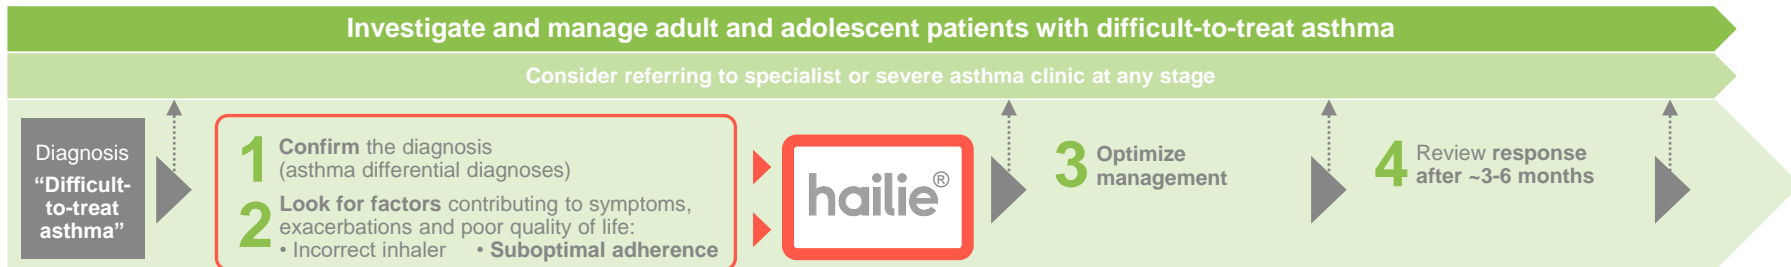 Investigate and manage adult and adolescent patients with difficult-to-treat asthma
Consider referring to specialist or severe asthma clinic at any stage
Diagnosis
“Difficult-
to-treat
asthma”
1 Confirm the diagnosis
(asthma differential diagnoses)
2 Look for factors contributing to symptoms,
exacerbations and poor quality of life:
• Incorrect inhaler • Suboptimal adherence
hailie®
3 Optimize
management
4 Review response
after ~3-6 months